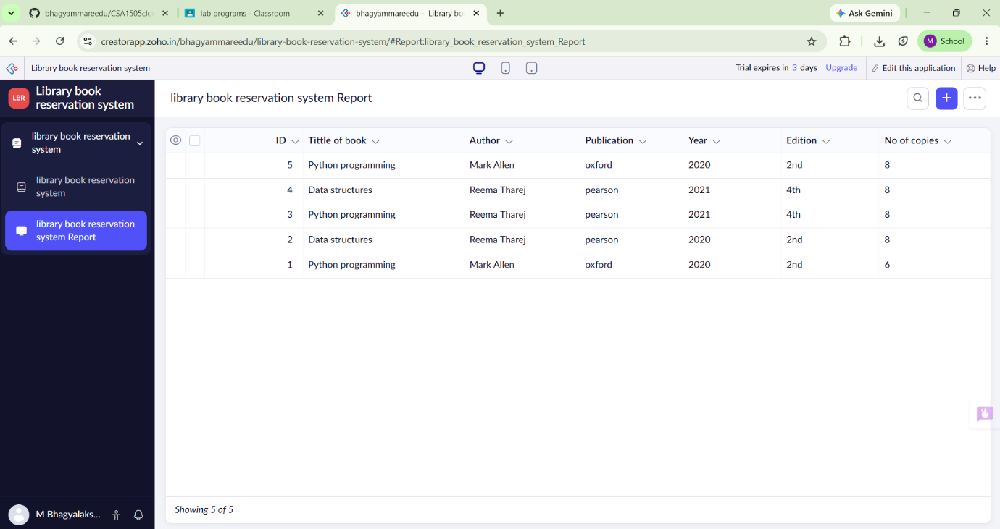 bhagyammareedu/CSA1505clo
lab programs - Classroom
bhagyammareedu - Library bo
Ask Gemini
creatorapp.zoho.in/bhagyammareedu/library-book-reservation-system/#Report:library_book_reservation_system_Report
M School
Library book reservation system
Trial expires in 3 days Upgrade
Edit this application
Help
LBR
Library book
reservation system
library book reservation system Report
library book reservation
system
library book reservation
system
library book reservation
system Report
ID Tittle of book Author Publication Year Edition No of copies
5 Python programming Mark Allen oxford 2020 2nd 8
4 Data structures Reema Tharej pearson 2021 4th 8
3 Python programming Reema Tharej pearson 2021 4th 8
2 Data structures Reema Tharej pearson 2020 2nd 8
1 Python programming Mark Allen oxford 2020 2nd 6
Showing 5 of 5
M Bhagyalaks...